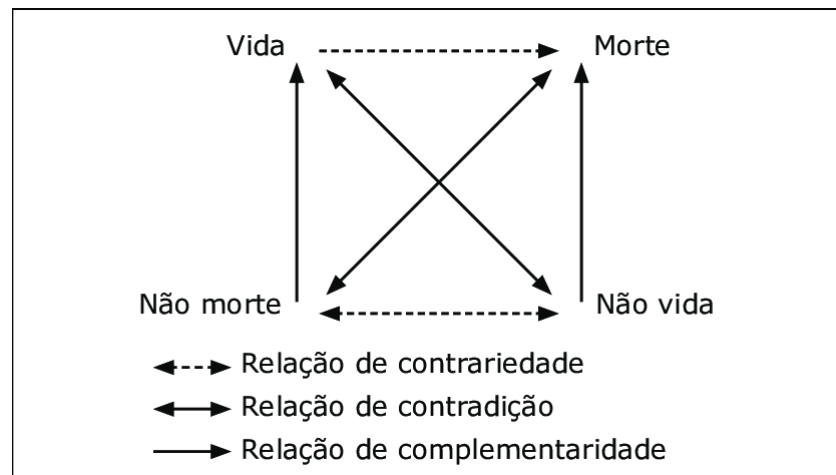 Vida Morte
Não morte Não vida
Relação de contrariedade
Relação de contradição
Relação de complementaridade